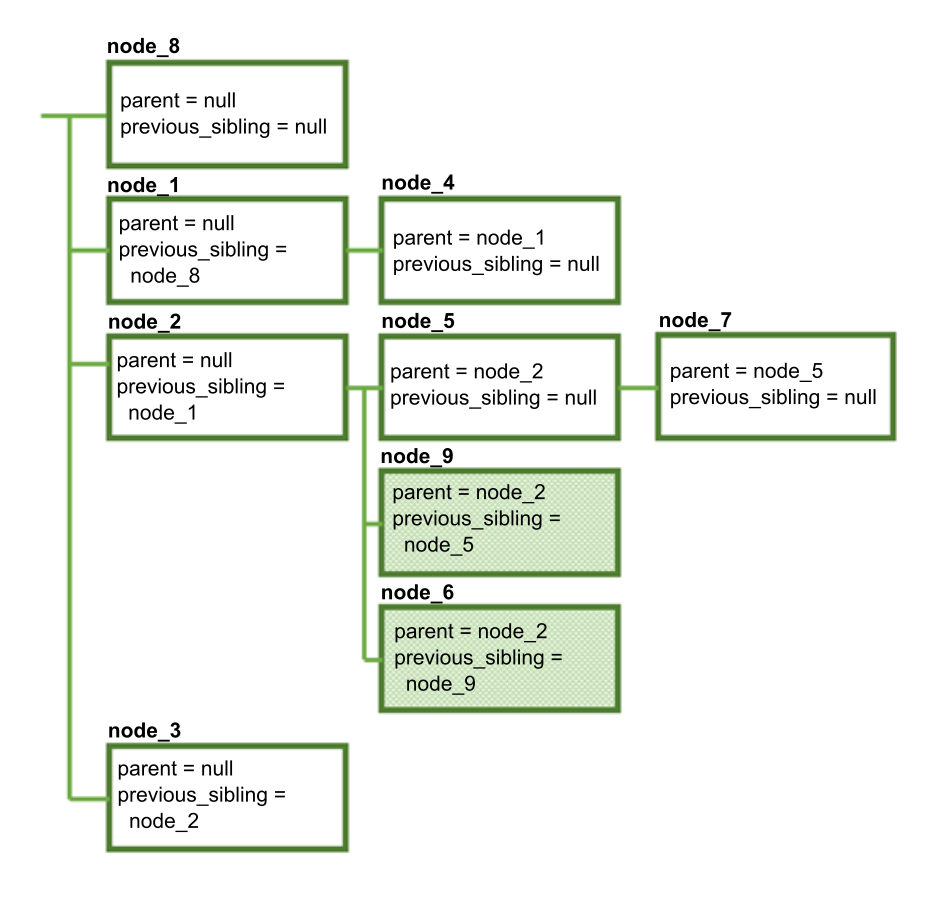 node_8
parent = null
previous_sibling = null
node_1
parent = null
previous_sibling =
node_8
node_4
parent = node_1
previous_sibling = null
node_2
parent = null
previous_sibling =
node_1
node_5
parent = node_2
previous_sibling = null
node_7
parent = node_5
previous_sibling = null
node_9
parent = node_2
previous_sibling =
node_5
node_6
parent = node_2
previous_sibling =
node_9
node_3
parent = null
previous_sibling =
node_2